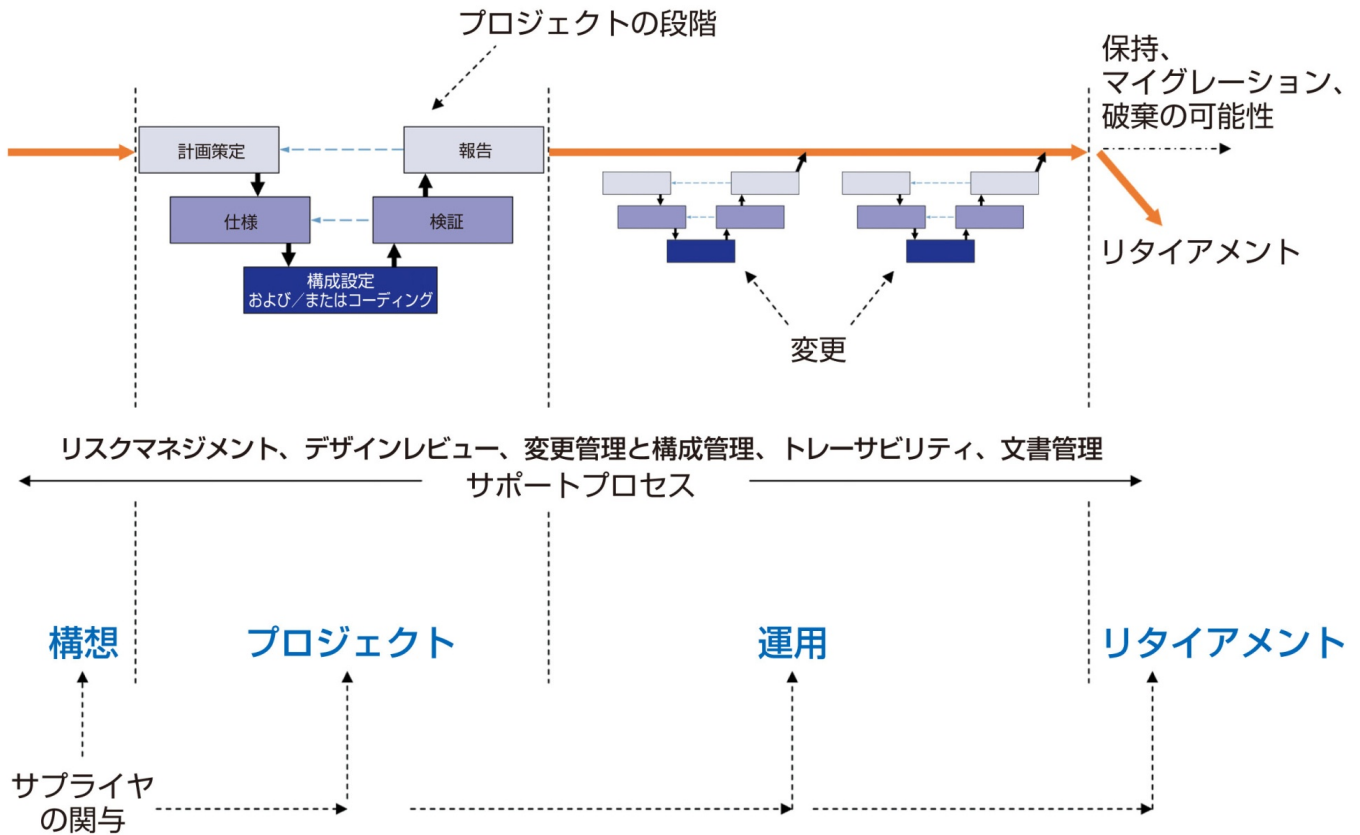 プロジェクトの段階
保持、
マイグレーション、
破棄の可能性
計画策定
報告
仕様
検証
構成設定
および／またはコーディング
リタイアメント
変更
リスクマネジメント、デザインレビュー、変更管理と構成管理、トレーサビリティ、文書管理
サポートプロセス
構想
プロジェクト
運用
リタイアメント
サプライヤ
の関与